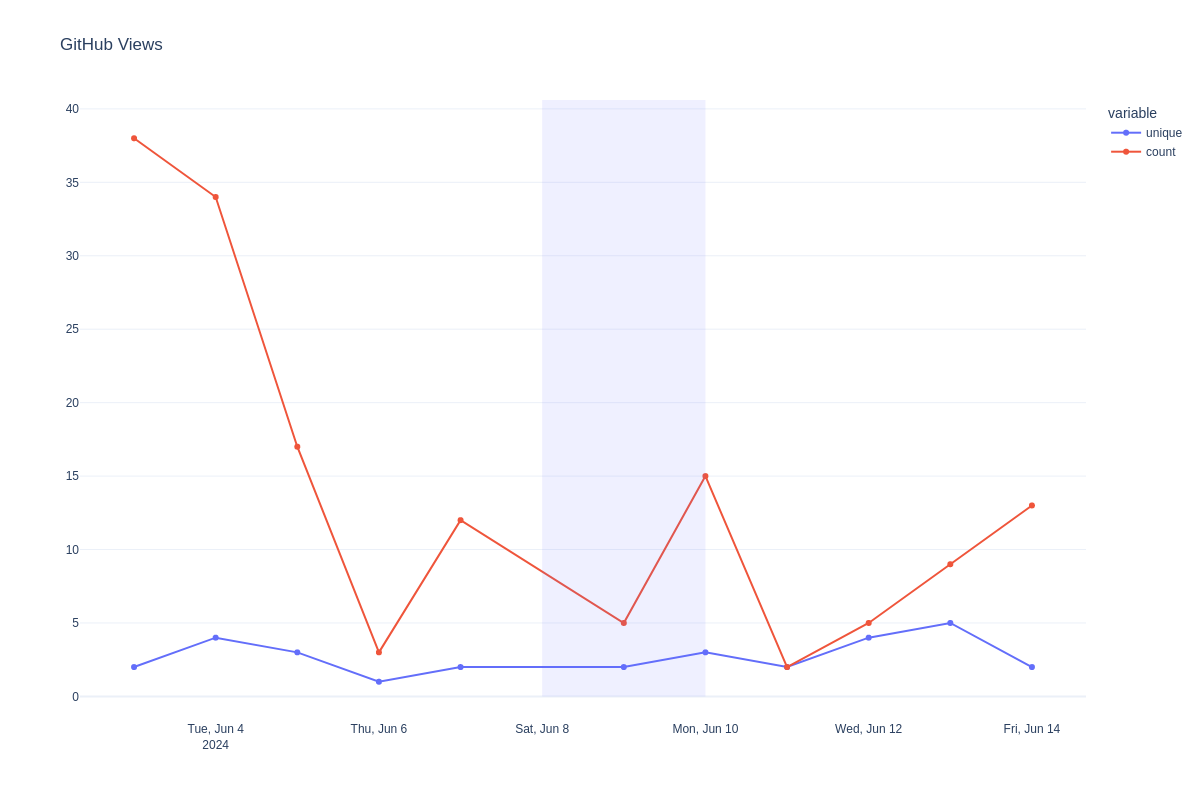 GitHub Views
variable
unique
count
40
35
30
25
20
15
10
5
0
Tue, Jun 4
2024
Thu, Jun 6
Sat, Jun 8
Mon, Jun 10
Wed, Jun 12
Fri, Jun 14